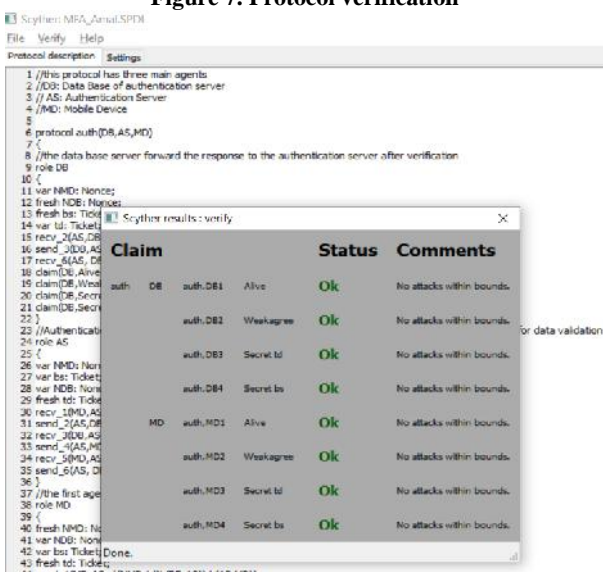 Figure 7. Protocol verification
Scyther: MFA_Amal.SPDL
File Verify Help
Protocol description Settings
1 //this protocol has three main agents
2 //DB: Data Base of authentication server
3 // AS: Authentication Server
4 //MD: Mobile Device
5
6 protocol auth(DB,AS,MD)
7 {
8 //the data base server forward the response to the authentication server after verification
9 role DB
10 {
11 var NMD: Nonce;
12 fresh NDB: Nonce;
13 fresh bs: Ticke
14 var td: Ticket;
15 recv_2(AS,DB
16 send_3(DB,AS
17 recv_6(AS, DB
18 claim(DB,Alive
19 claim(DB,Weal
20 claim(DB,Secr
21 claim(DB,Secr
22 }
23 //Authenticati for data validation
24 role AS
25 {
26 var NMD: Non
27 var bs: Ticket;
28 var NDB: Non
29 fresh td: Ticke
30 recv_1(MD,AS
31 send_2(AS,DB
32 recv_3(DB,AS
33 send_4(AS,MD
34 recv_5(MD,AS
35 send_6(AS, D
36 }
37 //the first age
38 role MD
39 {
40 fresh NMD: No
41 var NDB: Non
42 var bs: Ticket;
43 fresh td: Ticket;
Scyther results : verify
Claim Status Comments
auth DB auth,DB1 Alive Ok No attacks within bounds.
auth,DB2 Weakagree Ok No attacks within bounds.
auth,DB3 Secret td Ok No attacks within bounds.
auth,DB4 Secret bs Ok No attacks within bounds.
MD auth,MD1 Alive Ok No attacks within bounds.
auth,MD2 Weakagree Ok No attacks within bounds.
auth,MD3 Secret td Ok No attacks within bounds.
auth,MD4 Secret bs Ok No attacks within bounds.
Done.